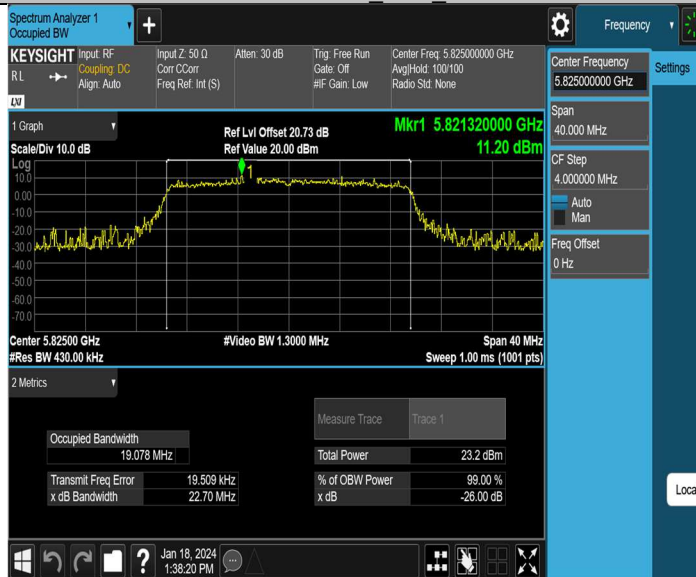 Spectrum Analyzer 1
Occupied BW
+
Frequency
KEYSIGHT
RL
LXI
Input: RF
Coupling: DC
Align: Auto
Input Z: 50 Ω
Corr CCorr
Freq Ref: Int (S)
Atten: 30 dB
Trig: Free Run
Gate: Off
#IF Gain: Low
Center Freq: 5.825000000 GHz
Avg|Hold: 100/100
Radio Std: None
Center Frequency
5.825000000 GHz
Settings
Span
40.000 MHz
CF Step
4.000000 MHz
Auto
Man
Freq Offset
0 Hz
1 Graph
Scale/Div 10.0 dB
Ref Lvl Offset 20.73 dB
Ref Value 20.00 dBm
Mkr1 5.821320000 GHz
11.20 dBm
Log
10.0
0.00
-10.0
-20.0
-30.0
-40.0
-50.0
-60.0
-70.0
1
Center 5.82500 GHz
#Res BW 430.00 kHz
#Video BW 1.3000 MHz
Span 40 MHz
Sweep 1.00 ms (1001 pts)
2 Metrics
Measure Trace Trace 1
Occupied Bandwidth
19.078 MHz
Total Power 23.2 dBm
Transmit Freq Error 19.509 kHz
% of OBW Power 99.00 %
x dB Bandwidth 22.70 MHz
x dB -26.00 dB
Loca
?
Jan 18, 2024
1:38:20 PM